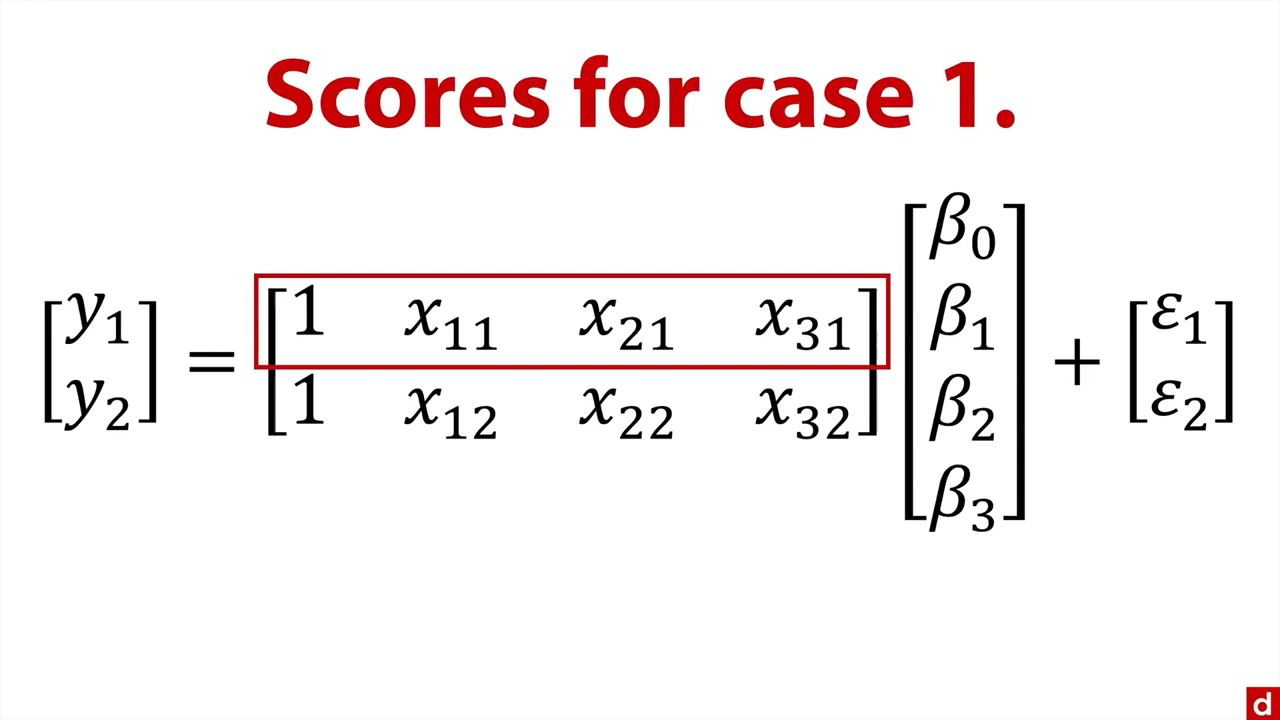 Scores for case 1.
[y₁ y₂] = [1 x₁₁ x₂₁ x₃₁; 1 x₁₂ x₂₂ x₃₂] [β₀ β₁ β₂ β₃] + [ε₁ ε₂]
d